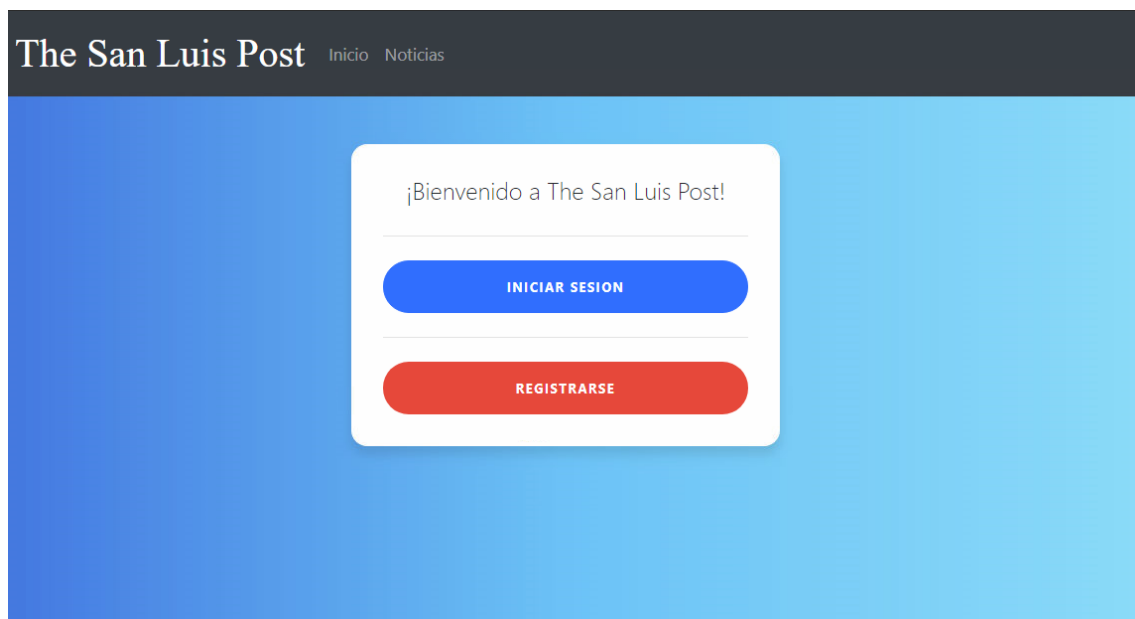 The San Luis Post Inicio Noticias
¡Bienvenido a The San Luis Post!
INICIAR SESION
REGISTRARSE